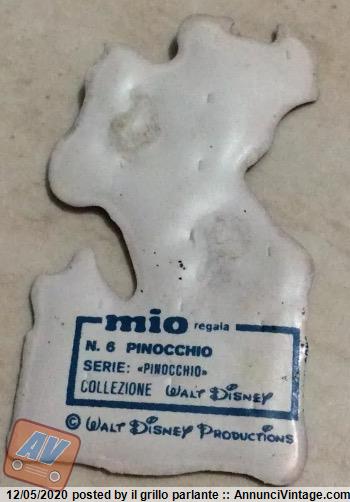 mio regala
N. 6 PINOCCHIO
SERIE: «PINOCCHIO»
COLLEZIONE WALT DISNEY
© WALT DISNEY PRODUCTIONS
AV
12/05/2020 posted by il grillo parlante :: AnnunciVintage.com